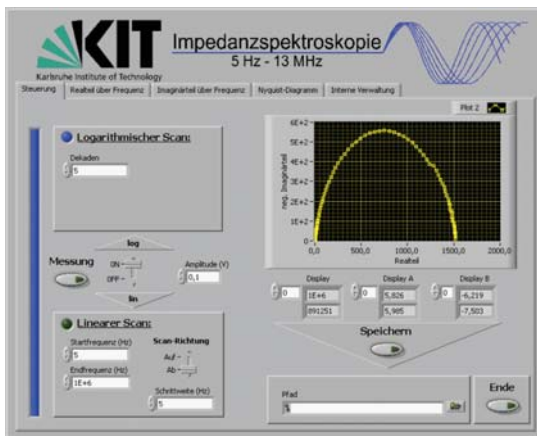 KIT
Karlsruhe Institute of Technology
Impedanzspektroskopie
5 Hz - 13 MHz
Steuerung
Realteil über Frequenz
Imaginärteil über Frequenz
Nyquist-Diagramm
Interne Verwaltung
Logarithmischer Scan:
Dekaden
5
log
Messung
ON
OFF
Amplitude (V)
0,1
lin
Linearer Scan:
Startfrequenz (Hz)
5
Endfrequenz (Hz)
1E+6
Scan-Richtung
Auf
Ab
Schrittweite (Hz)
5
Plot 2
neg. Imaginärteil
6E+2
5E+2
4E+2
3E+2
2E+2
1E+2
0
0,0 500,0 1000,0 1500,0 2000,0
Realteil
Display
0
1E+6
891251
Display A
0
5,826
5,985
Display B
0
-6,219
-7,503
Speichern
Pfad
Ende